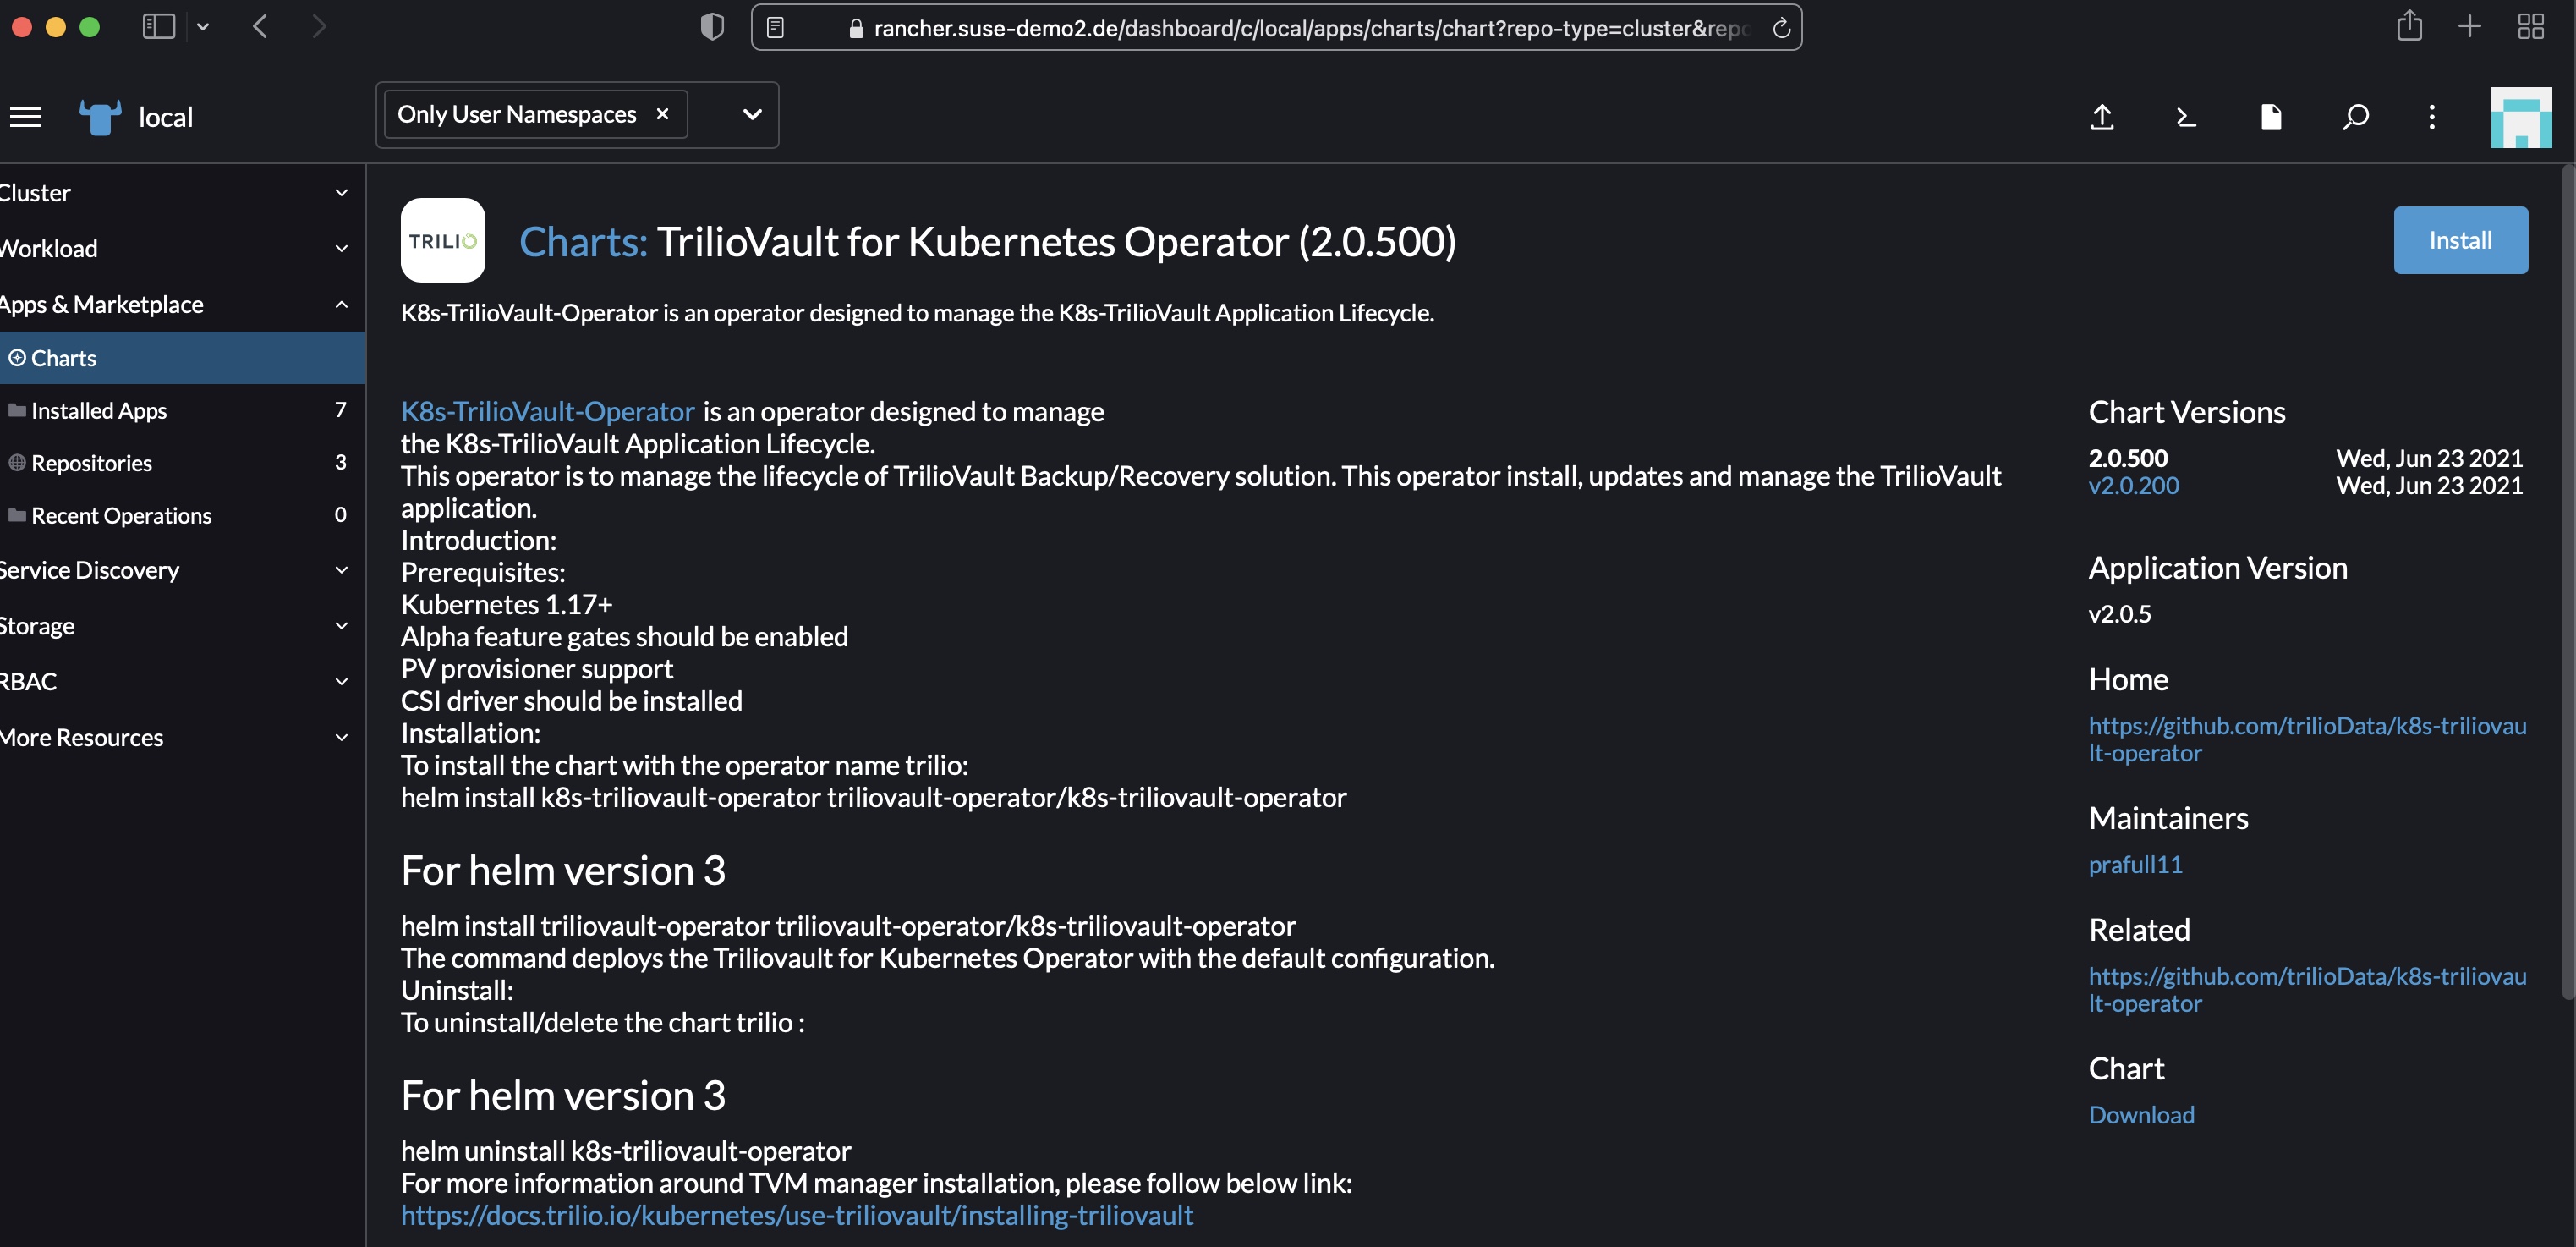 rancher.suse-demo2.de/dashboard/c/local/apps/charts/chart?repo-type=cluster&repo
local
Only User Namespaces
Cluster
Workload
Apps & Marketplace
Charts
Installed Apps 7
Repositories 3
Recent Operations 0
Service Discovery
Storage
RBAC
More Resources
TRILIO
Charts: TrilioVault for Kubernetes Operator (2.0.500)
Install
K8s-TrilioVault-Operator is an operator designed to manage the K8s-TrilioVault Application Lifecycle.
K8s-TrilioVault-Operator is an operator designed to manage
the K8s-TrilioVault Application Lifecycle.
This operator is to manage the lifecycle of TrilioVault Backup/Recovery solution. This operator install, updates and manage the TrilioVault
application.
Introduction:
Prerequisites:
Kubernetes 1.17+
Alpha feature gates should be enabled
PV provisioner support
CSI driver should be installed
Installation:
To install the chart with the operator name trilio:
helm install k8s-triliovault-operator triliovault-operator/k8s-triliovault-operator
For helm version 3
helm install triliovault-operator triliovault-operator/k8s-triliovault-operator
The command deploys the Triliovault for Kubernetes Operator with the default configuration.
Uninstall:
To uninstall/delete the chart trilio :
For helm version 3
helm uninstall k8s-triliovault-operator
For more information around TVM manager installation, please follow below link:
https://docs.trilio.io/kubernetes/use-triliovault/installing-triliovault
Chart Versions
2.0.500 Wed, Jun 23 2021
v2.0.200 Wed, Jun 23 2021
Application Version
v2.0.5
Home
https://github.com/trilioData/k8s-triliovau
lt-operator
Maintainers
prafull11
Related
https://github.com/trilioData/k8s-triliovau
lt-operator
Chart
Download